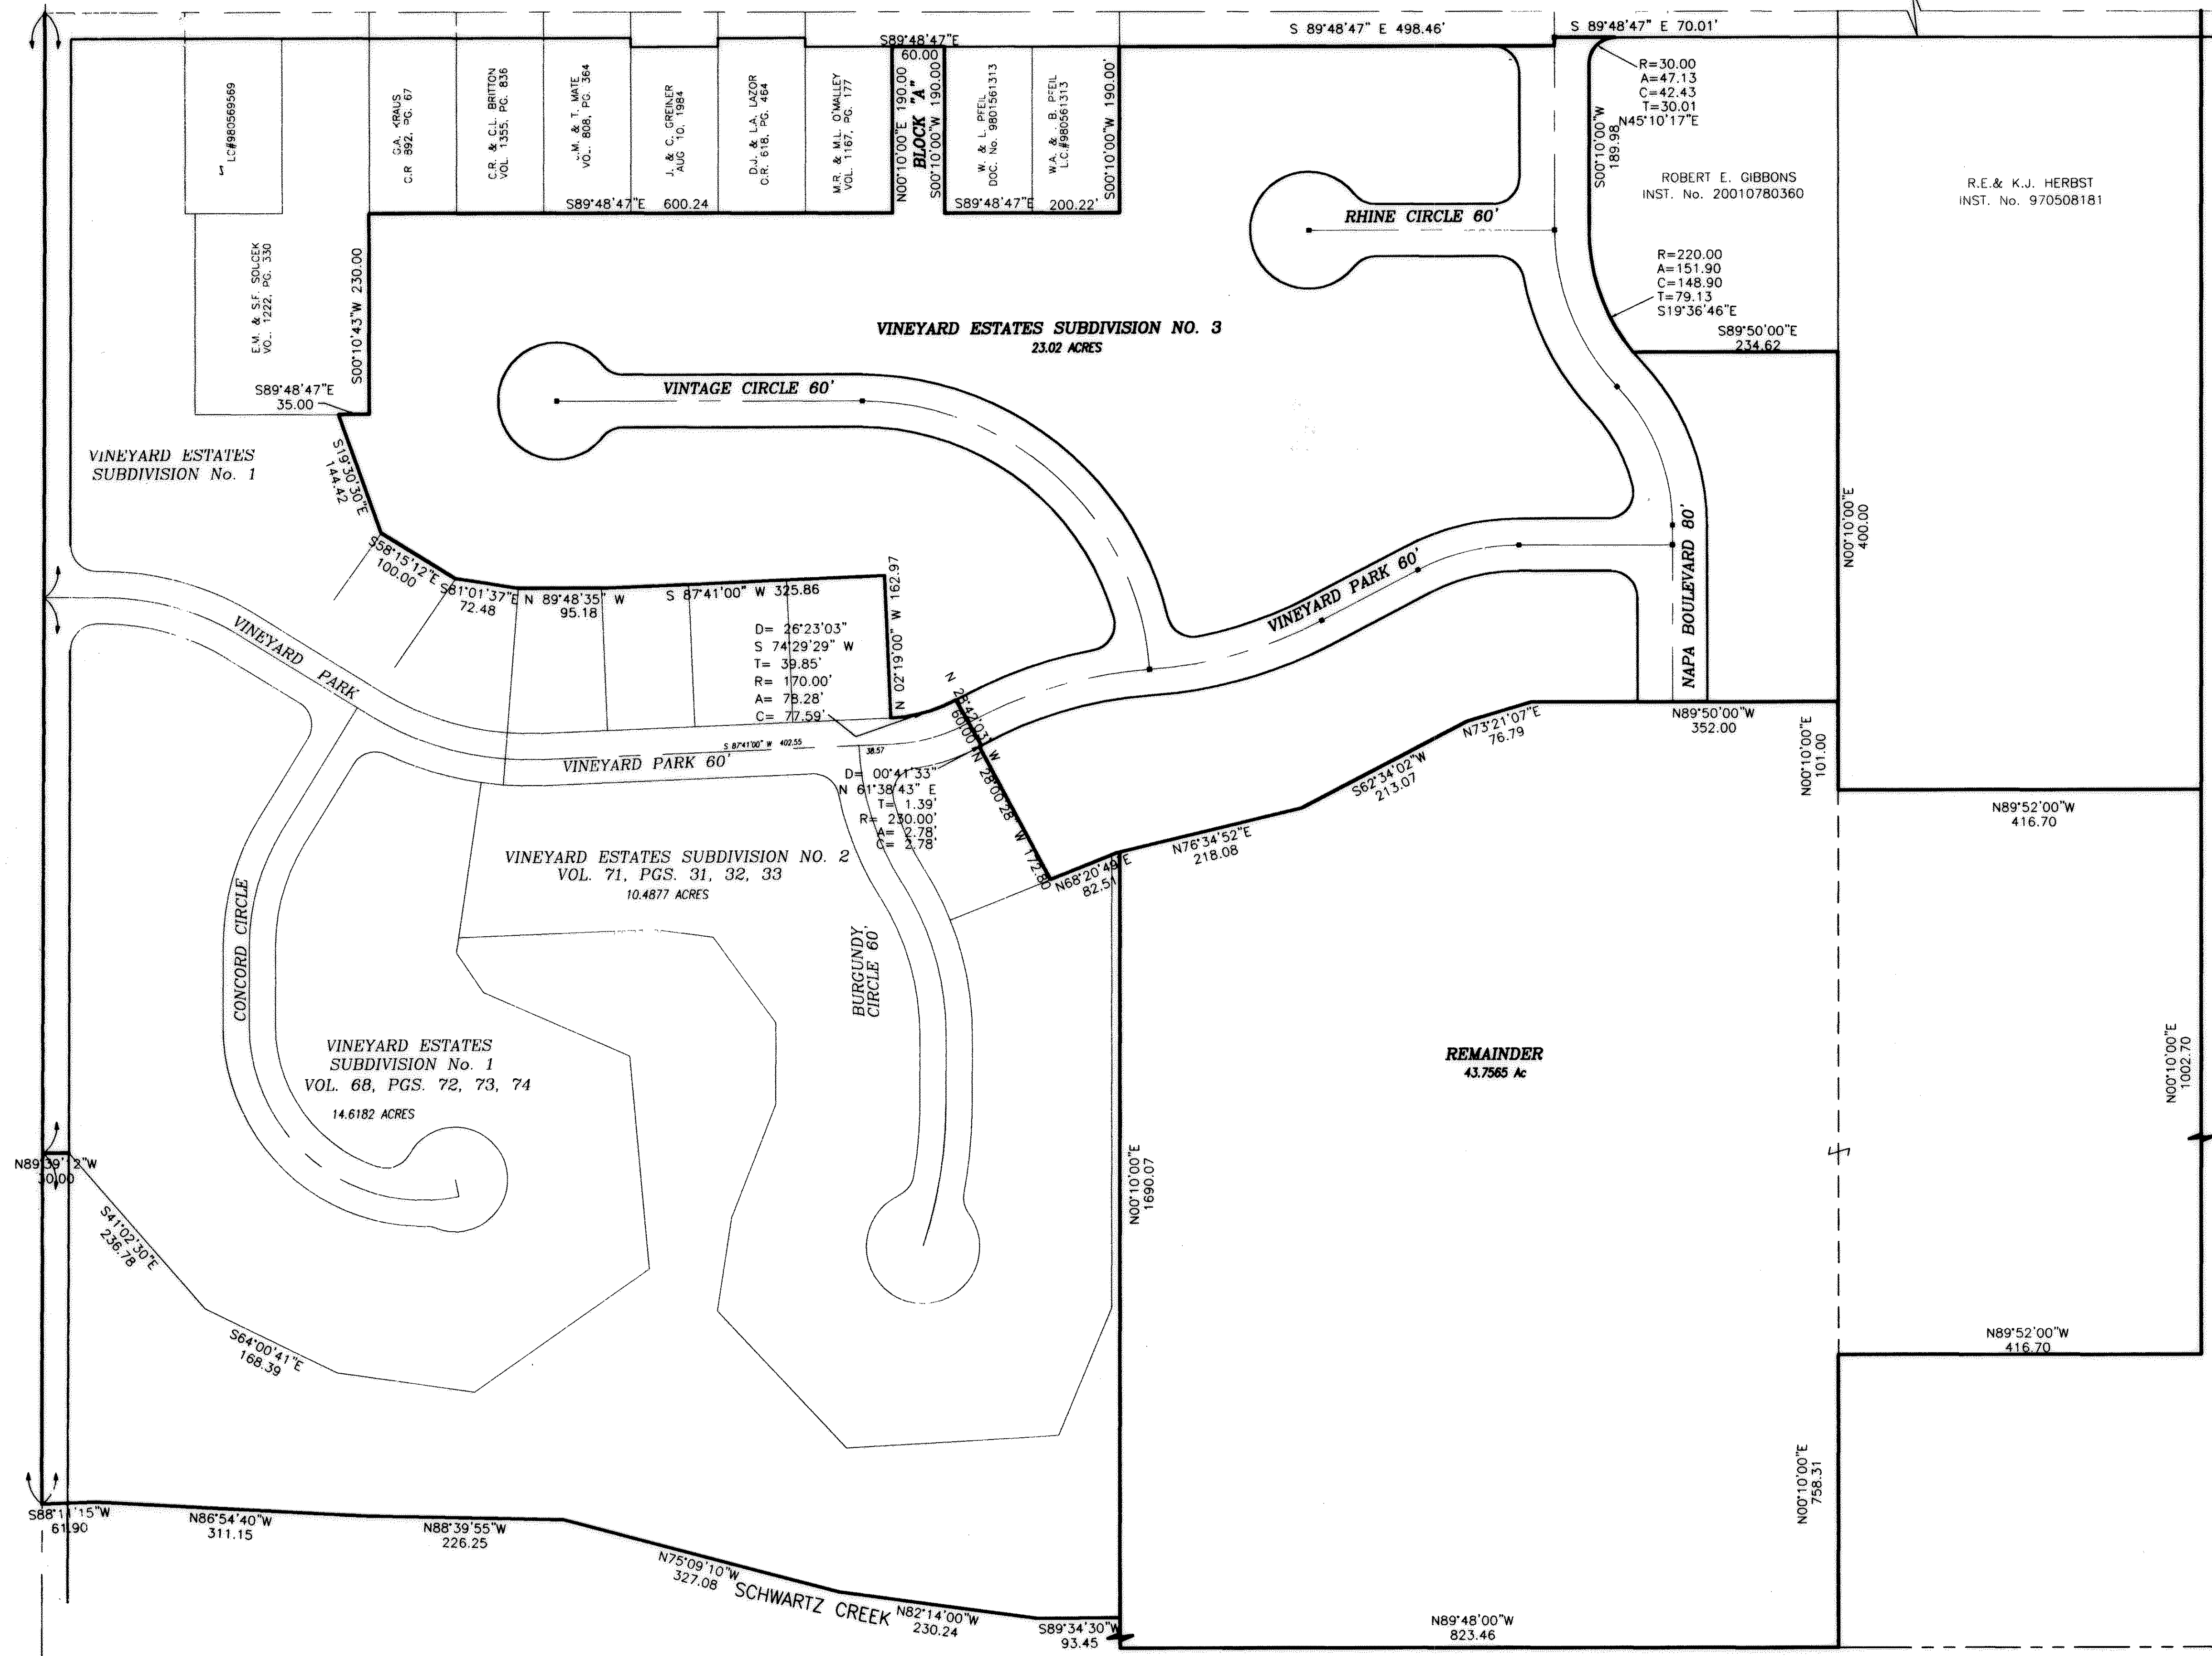 S89°48'47"E
60.00
S 89°48'47" E 498.46'
S 89°48'47" E 70.01'
LC#980569569
G.A. KRAUS
C.R 892, PG. 67
C.R. & C.L. BRITTON
VOL. 1355, PG. 836
J.M. & T. MATE
VOL. 808, PG. 364
J. & C. GREINER
AUG 10, 1984
D.J. & L.A. LAZOR
C.R. 618, PG. 464
M.R. & M.L. O'MALLEY
VOL. 1167, PG. 177
N00°10'00"E 190.00
BLOCK "A"
S00°10'00"W 190.00
W. & L. PFEIL
DOC. No. 9801561313
W.A. & B. PFEIL
L.C.#980561313
S00°10'00"W 190.00'
R=30.00
A=47.13
C=42.43
T=30.01
N45°10'17"E
S00°10'00"W
189.98
ROBERT E. GIBBONS
INST. No. 20010780360
R.E.& K.J. HERBST
INST. No. 970508181
S89°48'47"E 600.24
S89°48'47"E 200.22'
RHINE CIRCLE 60'
E.M. & S.F. SOUCEK
VOL. 1222, PG. 330
S00°10'43"W 230.00
R=220.00
A=151.90
C=148.90
T=79.13
S19°36'46"E
S89°50'00"E
234.62
VINEYARD ESTATES SUBDIVISION NO. 3
23.02 ACRES
VINTAGE CIRCLE 60'
S89°48'47"E
35.00
VINEYARD ESTATES
SUBDIVISION No. 1
S19°30'30"E
144.42
N00°10'00"E
400.00
S58°15'12"E
100.00
S81°01'37"E
72.48
N 89°48'35" W
95.18
S 87°41'00" W 325.86
N 02°19'00" W 162.97
VINEYARD PARK 60'
NAPA BOULEVARD 80'
D= 26°23'03"
S 74°29'29" W
T= 39.85'
R= 170.00'
A= 78.28'
C= 77.59'
VINEYARD PARK
N 28°42'03" W
60.00
S 87°41'00" W 402.55
38.57
VINEYARD PARK 60'
N 28°00'28" W 172.80
N73°21'07"E
76.79
N89°50'00"W
352.00
N00°10'00"E
101.00
D= 00°41'33"
N 61°38'43" E
T= 1.39'
R= 230.00'
A= 2.78'
C= 2.78'
S62°34'02"W
213.07
N89°52'00"W
416.70
N76°34'52"E
218.08
N68°20'49"E
82.51
VINEYARD ESTATES SUBDIVISION NO. 2
VOL. 71, PGS. 31, 32, 33
10.4877 ACRES
CONCORD CIRCLE
BURGUNDY
CIRCLE 60'
VINEYARD ESTATES
SUBDIVISION No. 1
VOL. 68, PGS. 72, 73, 74
14.6182 ACRES
REMAINDER
43.7565 Ac
N00°10'00"E
1002.70
N00°10'00"E
1690.07
N89°39'12"W
30.00
S41°02'30"E
236.78
S64°00'41"E
168.39
N89°52'00"W
416.70
N00°10'00"E
758.31
S88°11'15"W
61.90
N86°54'40"W
311.15
N88°39'55"W
226.25
N75°09'10"W
327.08
SCHWARTZ CREEK
N82°14'00"W
230.24
S89°34'30"W
93.45
N89°48'00"W
823.46